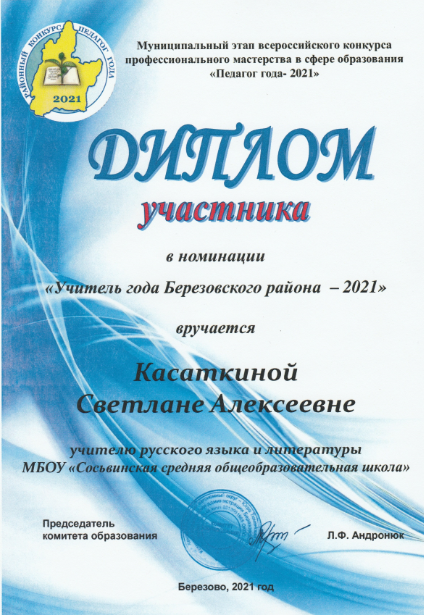 РАЙОННЫЙ КОНКУРС ПЕДАГОГ ГОДА
2021
Муниципальный этап всероссийского конкурса
профессионального мастерства в сфере образования
«Педагог года- 2021»
ДИПЛОМ
участника
в номинации
«Учитель года Березовского района – 2021»
вручается
Касаткиной
Светлане Алексеевне
учителю русского языка и литературы
МБОУ «Сосьвинская средняя общеобразовательная школа»
Председатель
комитета образования
Л.Ф. Андронюк
Березово, 2021 год